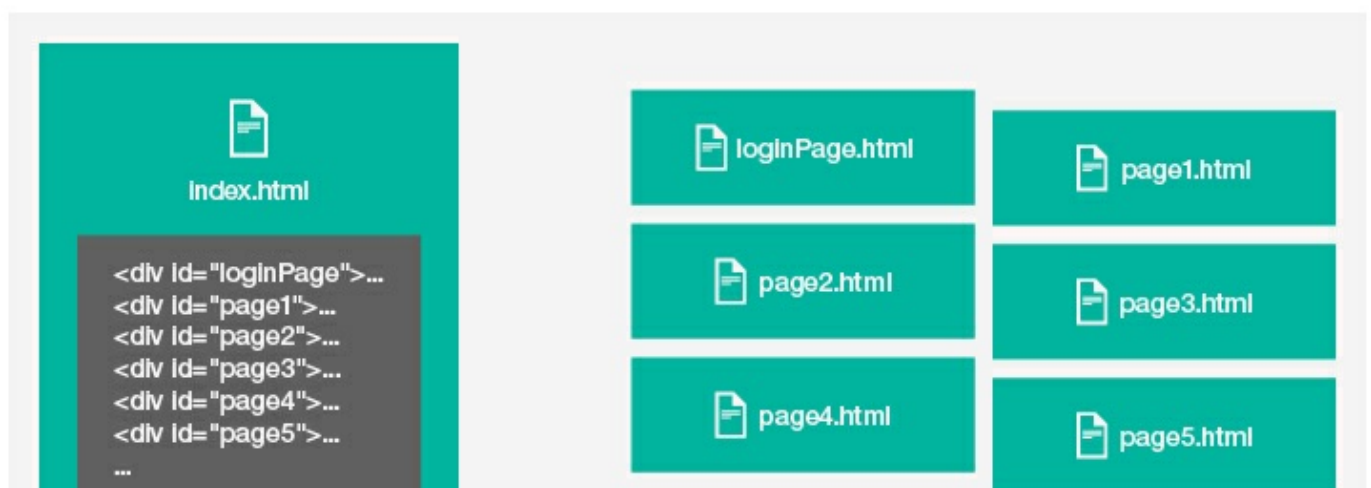 index.html
<div id="loginPage">...
<div id="page1">...
<div id="page2">...
<div id="page3">...
<div id="page4">...
<div id="page5">...
...
loginPage.html
page1.html
page2.html
page3.html
page4.html
page5.html